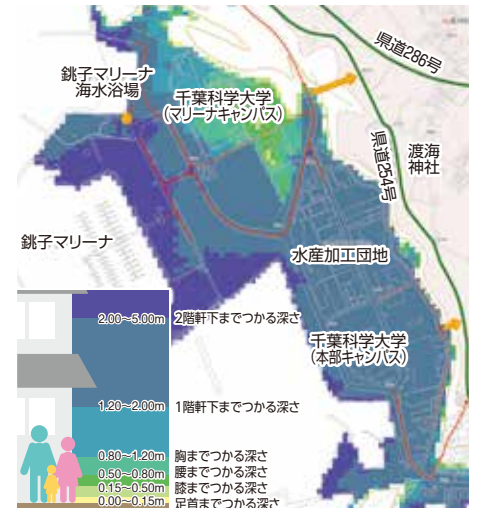 県道286号
銚子マリーナ
海水浴場
千葉科学大学
（マリーナキャンパス）
県道254号
渡海
神社
銚子マリーナ
水産加工団地
千葉科学大学
（本部キャンパス）
2.00〜5.00m 2階軒下までつかる深さ
1.20〜2.00m 1階軒下までつかる深さ
0.80〜1.20m 胸までつかる深さ
0.50〜0.80m 腰までつかる深さ
0.15〜0.50m 膝までつかる深さ
0.00〜0.15m 足首までつかる深さ